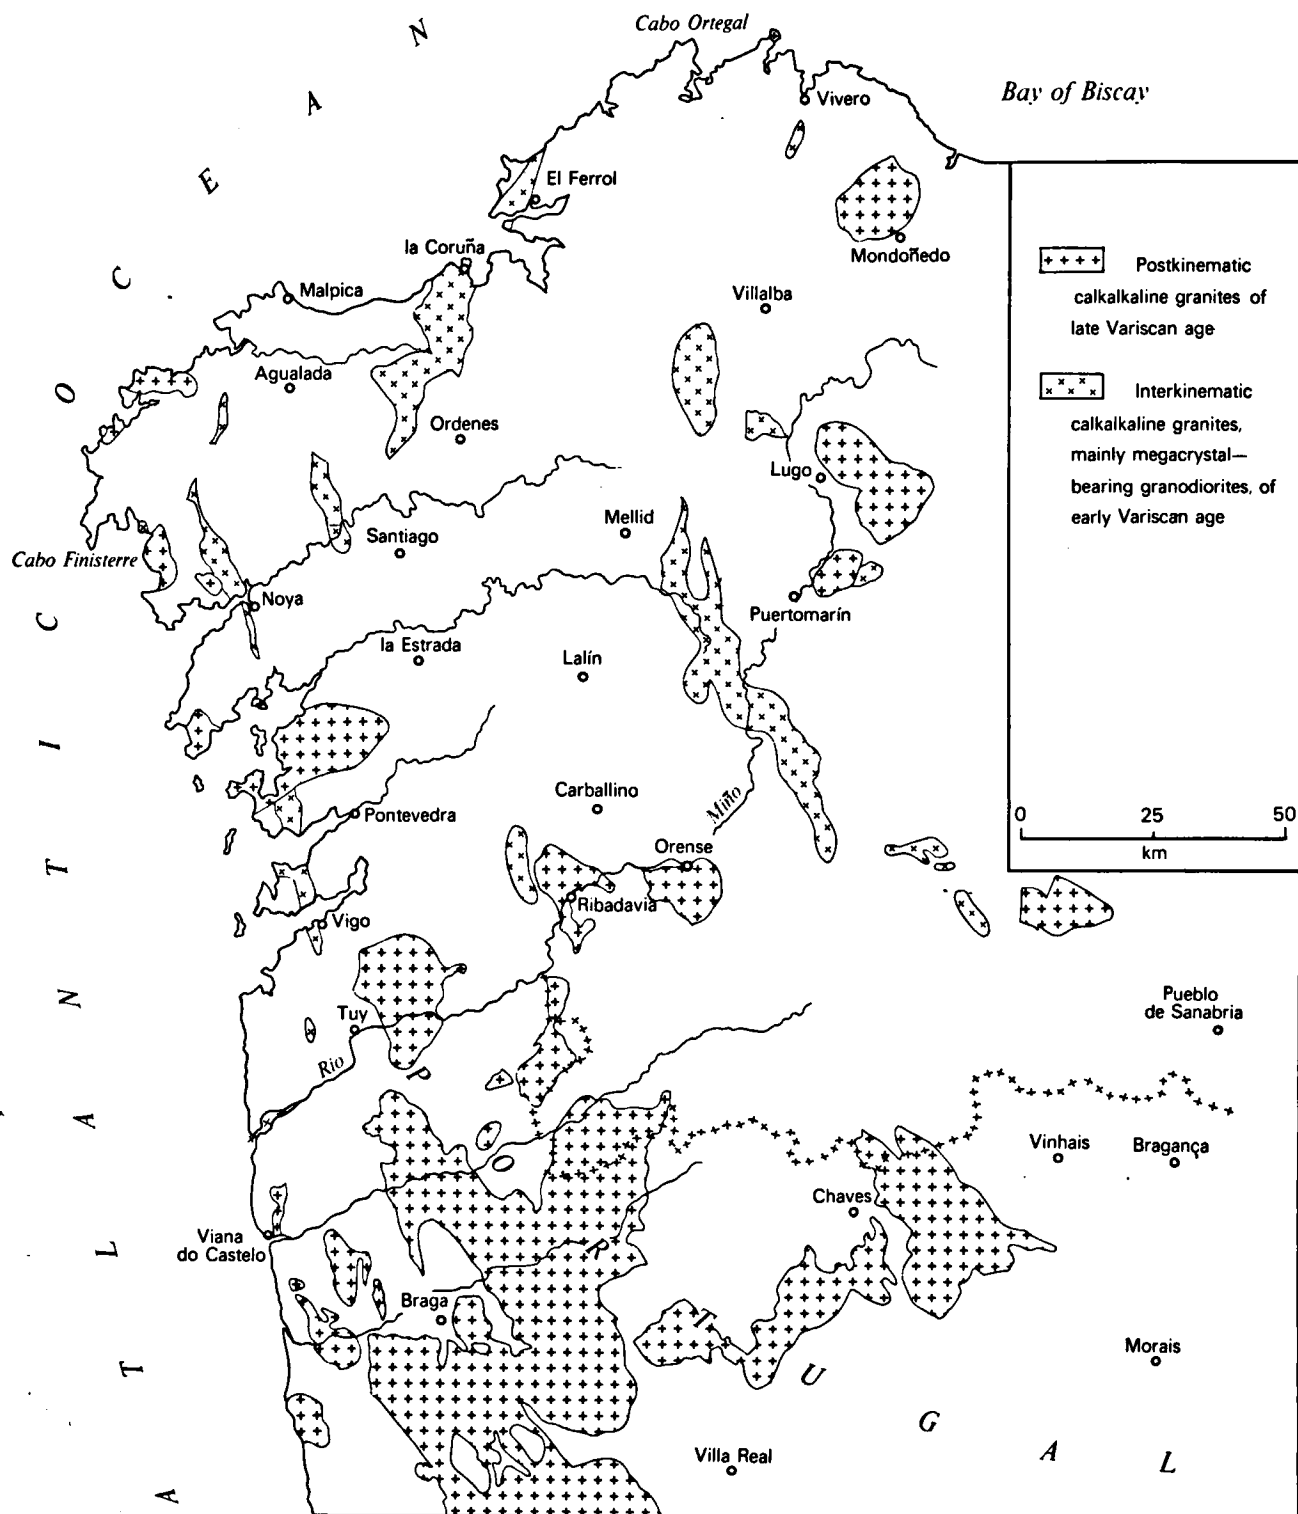 Cabo Ortegal
Bay of Biscay
Vivero
El Ferrol
Mondoñedo
la Coruña
Malpica
Villalba
Agualada
Ordenes
Lugo
Mellid
Santiago
Cabo Finisterre
Noya
Puertomarín
la Estrada
Lalín
Carballino
Miño
Pontevedra
Orense
Ribadavia
Vigo
Tuy
Rio
Pueblo
de Sanabria
Vinhais
Bragança
Chaves
Viana
do Castelo
Braga
Morais
Villa Real
A T L A N T I C O C E A N
P O R T U G A L
Postkinematic
calkalkaline granites of
late Variscan age
Interkinematic
calkalkaline granites,
mainly megacrystal—
bearing granodiorites, of
early Variscan age
0 25 50
km